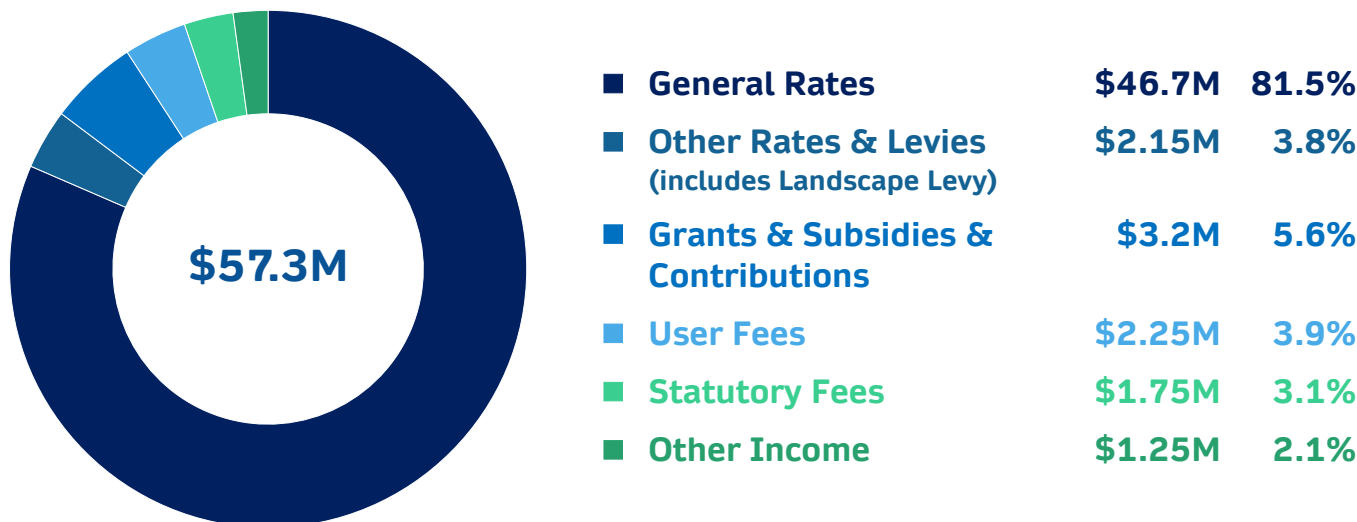 $57.3M
General Rates $46.7M 81.5%
Other Rates & Levies $2.15M 3.8%
(includes Landscape Levy)
Grants & Subsidies & $3.2M 5.6%
Contributions
User Fees $2.25M 3.9%
Statutory Fees $1.75M 3.1%
Other Income $1.25M 2.1%